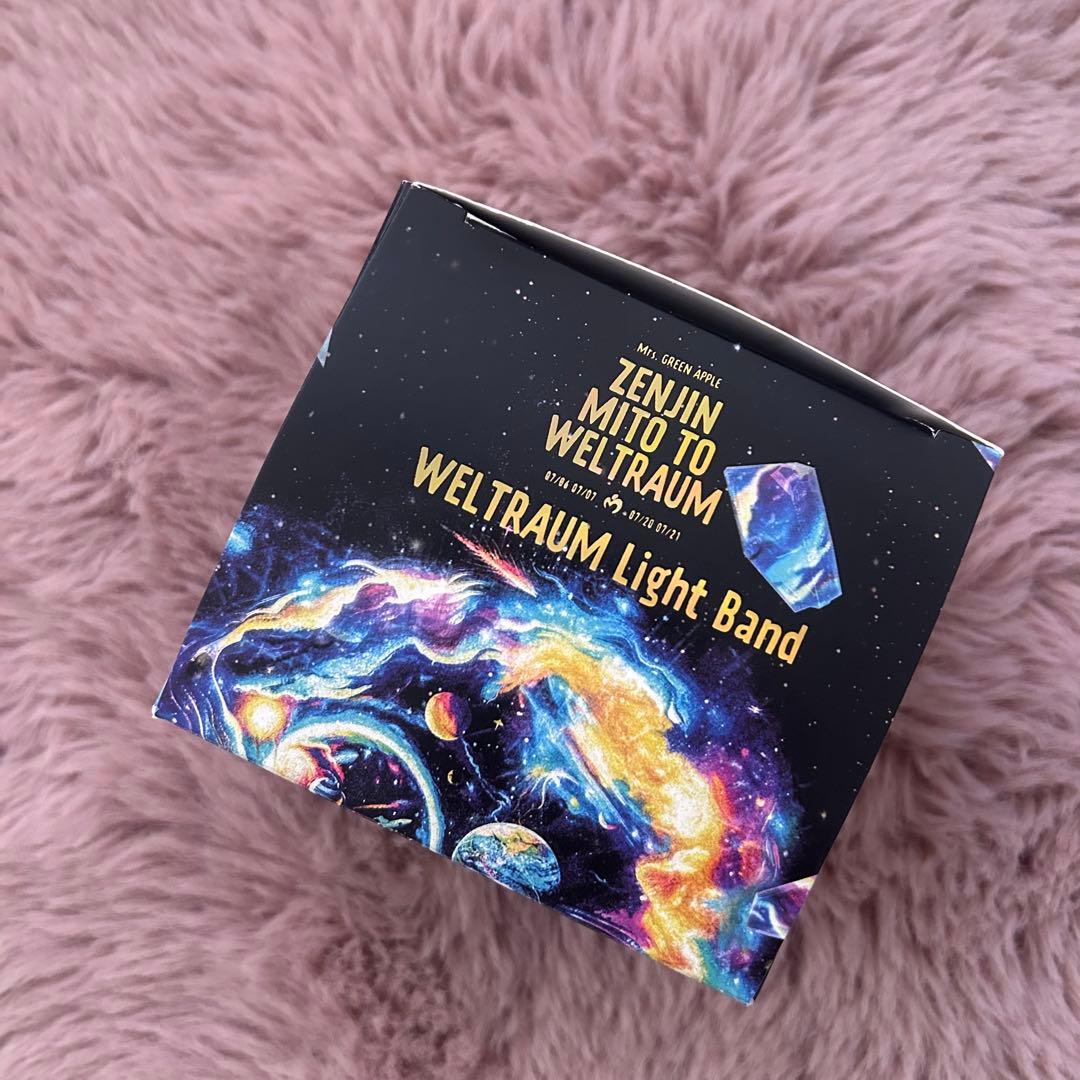 Mrs. GREEN APPLE
ZENJIN
MITO TO
WELTRAUM
07/06 07/07 07/20 07/21
WELTRAUM Light Band